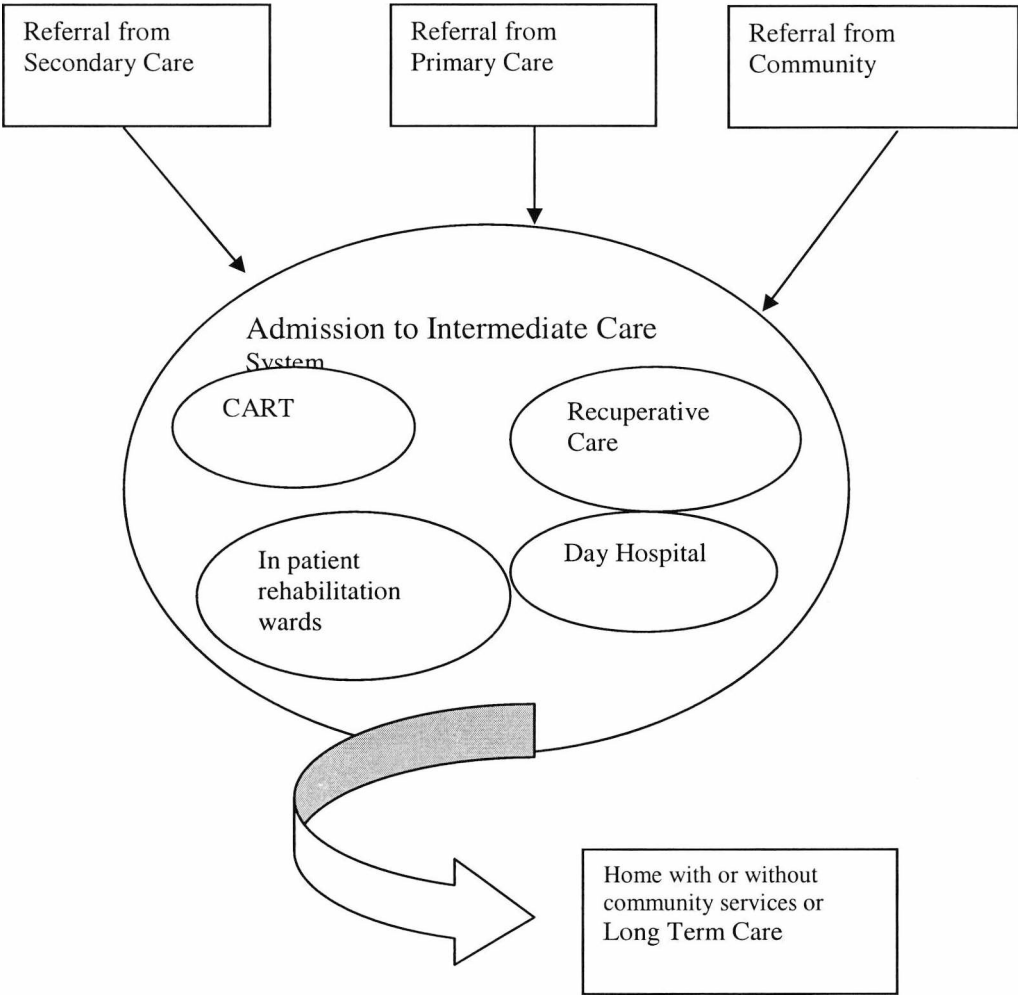 Referral from
Secondary Care
Referral from
Primary Care
Referral from
Community
Admission to Intermediate Care
System
CART
Recuperative
Care
In patient
rehabilitation
wards
Day Hospital
Home with or without
community services or
Long Term Care